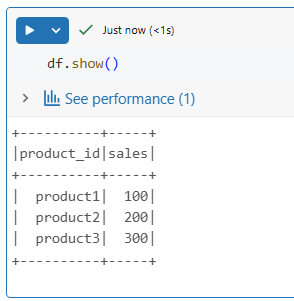 Just now (<1s)
df.show()
See performance (1)
+----------+-----+
|product_id|sales|
+----------+-----+
|  product1|  100|
|  product2|  200|
|  product3|  300|
+----------+-----+